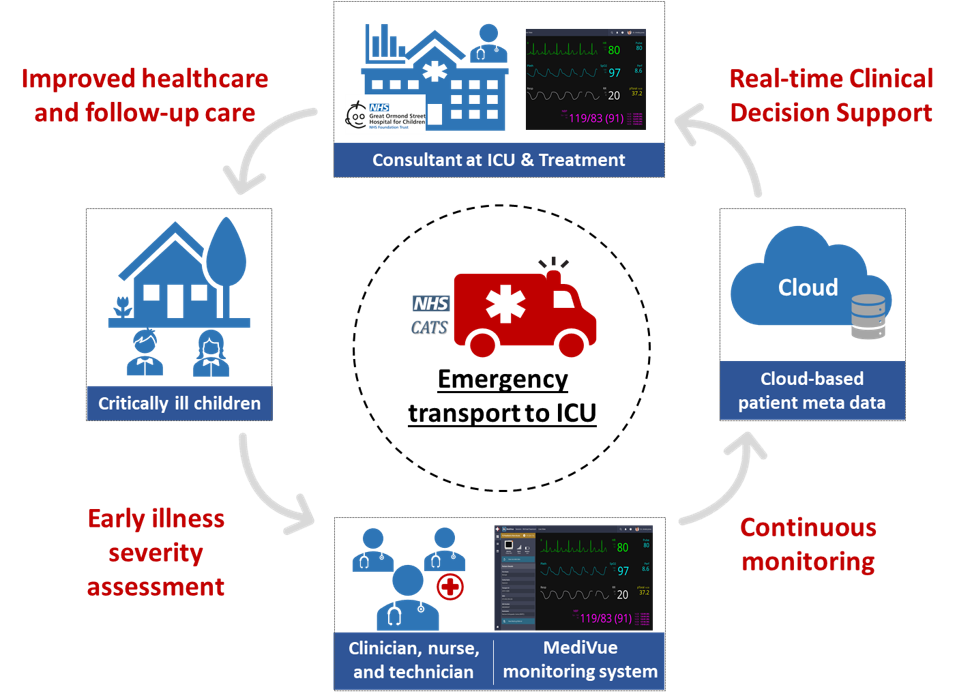 Improved healthcare
and follow-up care
NHS
Great Ormond Street
Hospital for Children
NHS Foundation Trust
80
80
97
8.6
20
37.2
119/83 (91)
Consultant at ICU & Treatment
Real-time Clinical
Decision Support
Critically ill children
NHS
CATS
Emergency
transport to ICU
Cloud
Cloud-based
patient meta data
Early illness
severity
assessment
80
80
97
8.6
20
37.2
119/83 (91)
Clinician, nurse,
and technician
MediVue
monitoring system
Continuous
monitoring